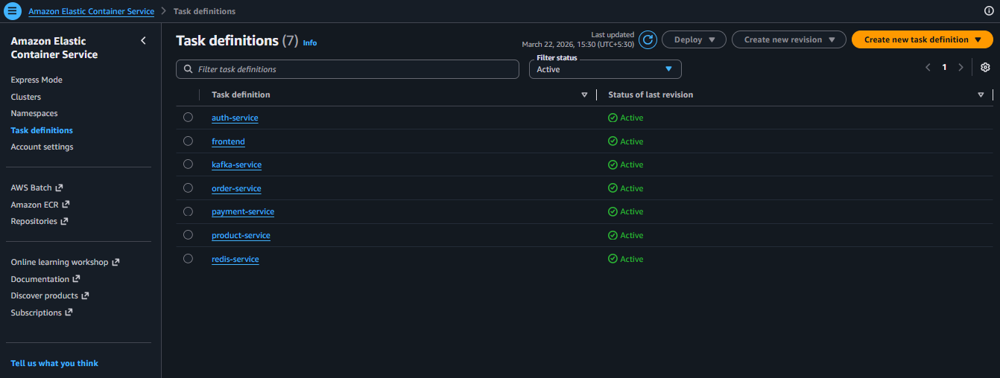 Amazon Elastic Container Service > Task definitions
Amazon Elastic
Container Service
Express Mode
Clusters
Namespaces
Task definitions
Account settings
AWS Batch
Amazon ECR
Repositories
Online learning workshop
Documentation
Discover products
Subscriptions
Tell us what you think
Task definitions (7) Info
Last updated
March 22, 2026, 15:30 (UTC+5:30)
Deploy
Create new revision
Create new task definition
Filter task definitions
Filter status
Active
1
Task definition Status of last revision
auth-service Active
frontend Active
kafka-service Active
order-service Active
payment-service Active
product-service Active
redis-service Active